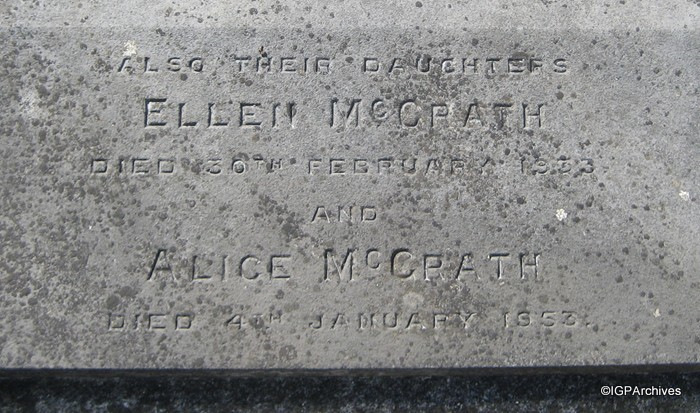 ALSO THEIR DAUGHTERS
ELLEN McGRATH
DIED 30TH FEBRUARY 1933
AND
ALICE McGRATH
DIED 4TH JANUARY 1953.
©IGPArchives